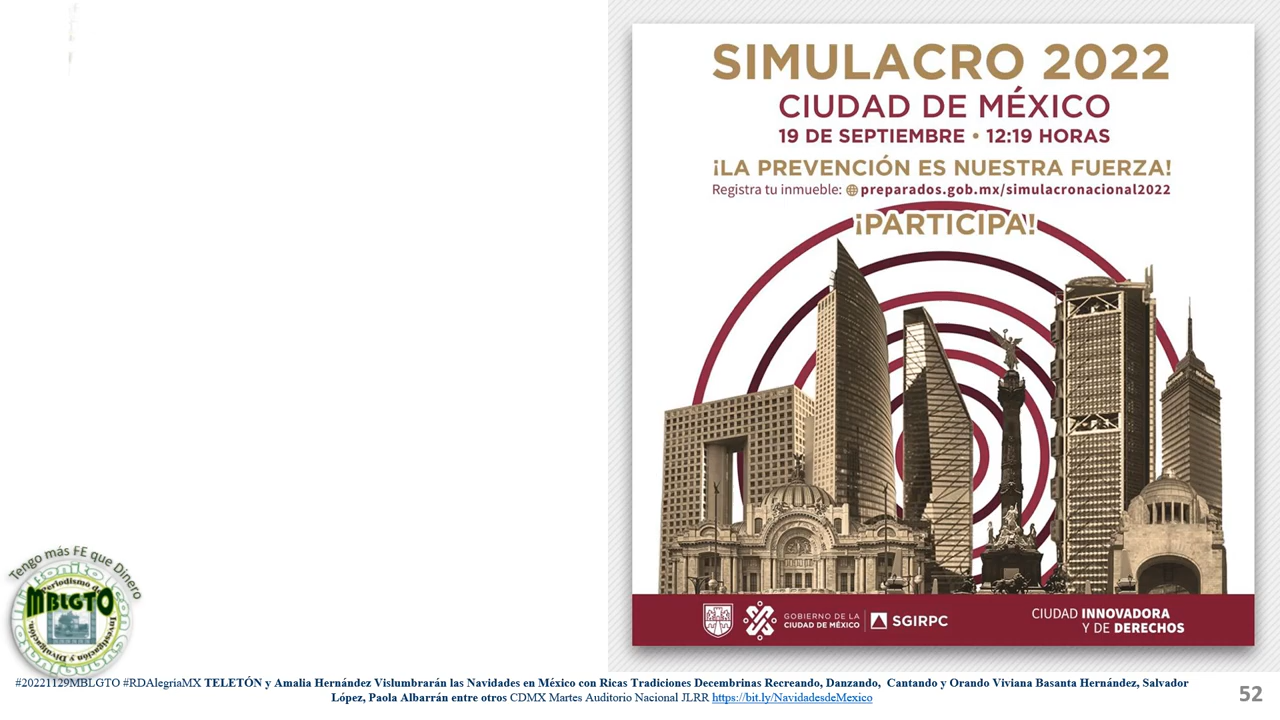 SIMULACRO 2022
CIUDAD DE MÉXICO
19 DE SEPTIEMBRE • 12:19 HORAS
¡LA PREVENCIÓN ES NUESTRA FUERZA!
Registra tu inmueble: preparados.gob.mx/simulacronacional2022
¡PARTICIPA!
GOBIERNO DE LA
CIUDAD DE MÉXICO
SGIRPC
CIUDAD INNOVADORA
Y DE DERECHOS
Tengo más FE que Dinero
Periodismo de
MBLGTO
Investigación y Divulgación
#20221129MBLGTO #RDAlegriaMX TELETÓN y Amalia Hernández Vislumbrarán las Navidades en México con Ricas Tradiciones Decembrinas Recreando, Danzando, Cantando y Orando Viviana Basanta Hernández, Salvador
López, Paola Albarrán entre otros CDMX Martes Auditorio Nacional JLRR https://bit.ly/NavidadesdeMexico
52